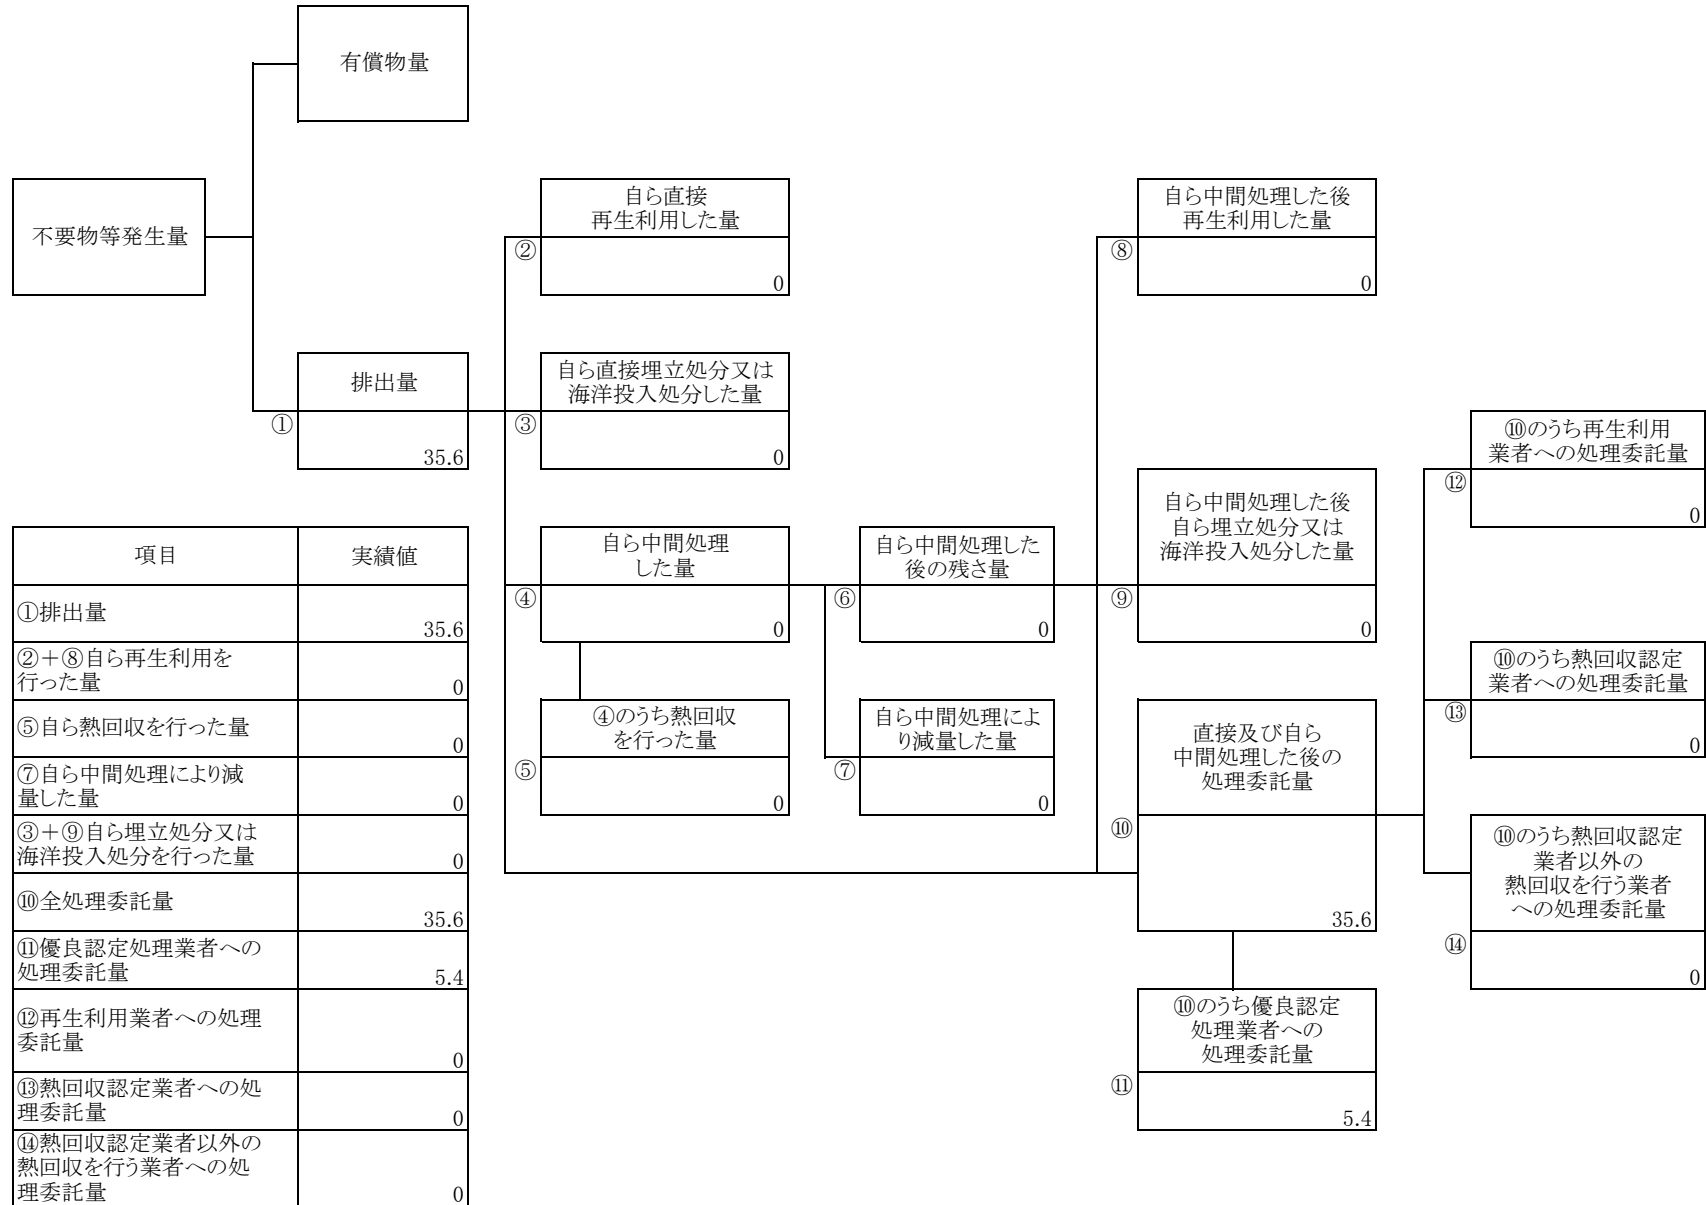 有償物量
不要物等発生量
自ら直接
再生利用した量
②
0
自ら中間処理した後
再生利用した量
⑧
0
排出量
①
35.6
自ら直接埋立処分又は
海洋投入処分した量
③
0
⑩のうち再生利用
業者への処理委託量
⑫
0
自ら中間処理した後
自ら埋立処分又は
海洋投入処分した量
⑨
0
自ら中間処理
した量
④
0
自ら中間処理した
後の残さ量
⑥
0
⑩のうち熱回収認定
業者への処理委託量
⑬
0
④のうち熱回収
を行った量
⑤
0
自ら中間処理によ
り減量した量
⑦
0
直接及び自ら
中間処理した後の
処理委託量
⑩
35.6
⑩のうち熱回収認定
業者以外の
熱回収を行う業者
への処理委託量
⑭
0
⑩のうち優良認定
処理業者への
処理委託量
⑪
5.4
項目
実績値
①排出量
35.6
②＋⑧自ら再生利用を
行った量
0
⑤自ら熱回収を行った量
0
⑦自ら中間処理により減
量した量
0
③＋⑨自ら埋立処分又は
海洋投入処分を行った量
0
⑩全処理委託量
35.6
⑪優良認定処理業者への
処理委託量
5.4
⑫再生利用業者への処理
委託量
0
⑬熱回収認定業者への処
理委託量
0
⑭熱回収認定業者以外の
熱回収を行う業者への処
理委託量
0